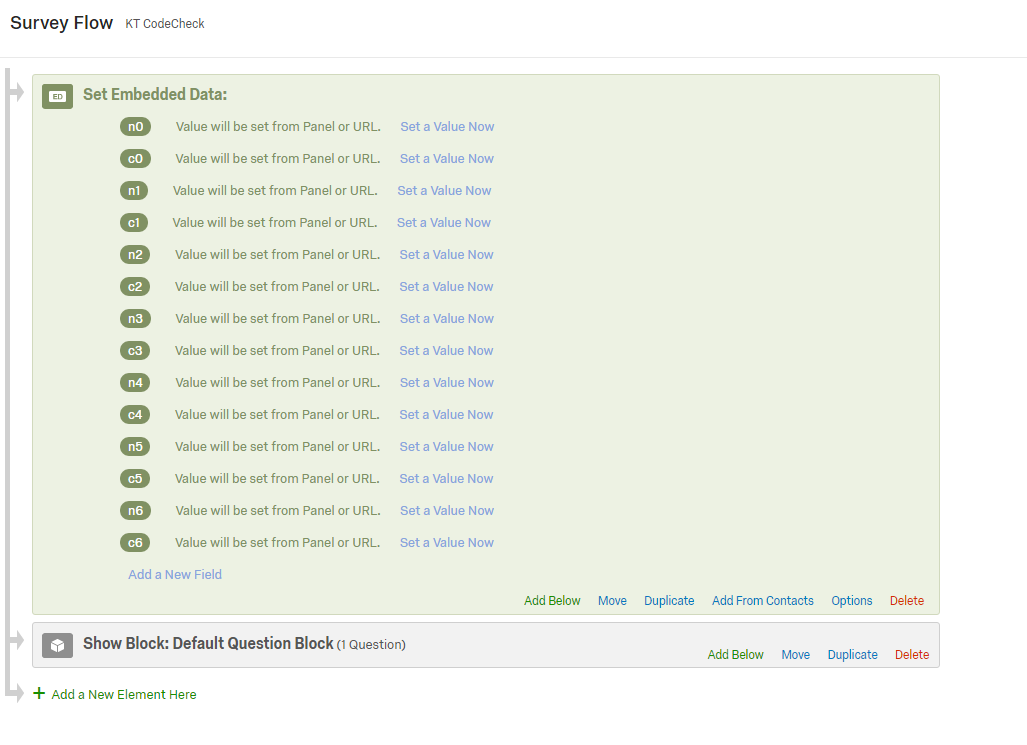 Survey Flow KT CodeCheck
ED Set Embedded Data:
n0 Value will be set from Panel or URL. Set a Value Now
c0 Value will be set from Panel or URL. Set a Value Now
n1 Value will be set from Panel or URL. Set a Value Now
c1 Value will be set from Panel or URL. Set a Value Now
n2 Value will be set from Panel or URL. Set a Value Now
c2 Value will be set from Panel or URL. Set a Value Now
n3 Value will be set from Panel or URL. Set a Value Now
c3 Value will be set from Panel or URL. Set a Value Now
n4 Value will be set from Panel or URL. Set a Value Now
c4 Value will be set from Panel or URL. Set a Value Now
n5 Value will be set from Panel or URL. Set a Value Now
c5 Value will be set from Panel or URL. Set a Value Now
n6 Value will be set from Panel or URL. Set a Value Now
c6 Value will be set from Panel or URL. Set a Value Now
Add a New Field
Add Below Move Duplicate Add From Contacts Options Delete
Show Block: Default Question Block (1 Question)
Add Below Move Duplicate Delete
+ Add a New Element Here